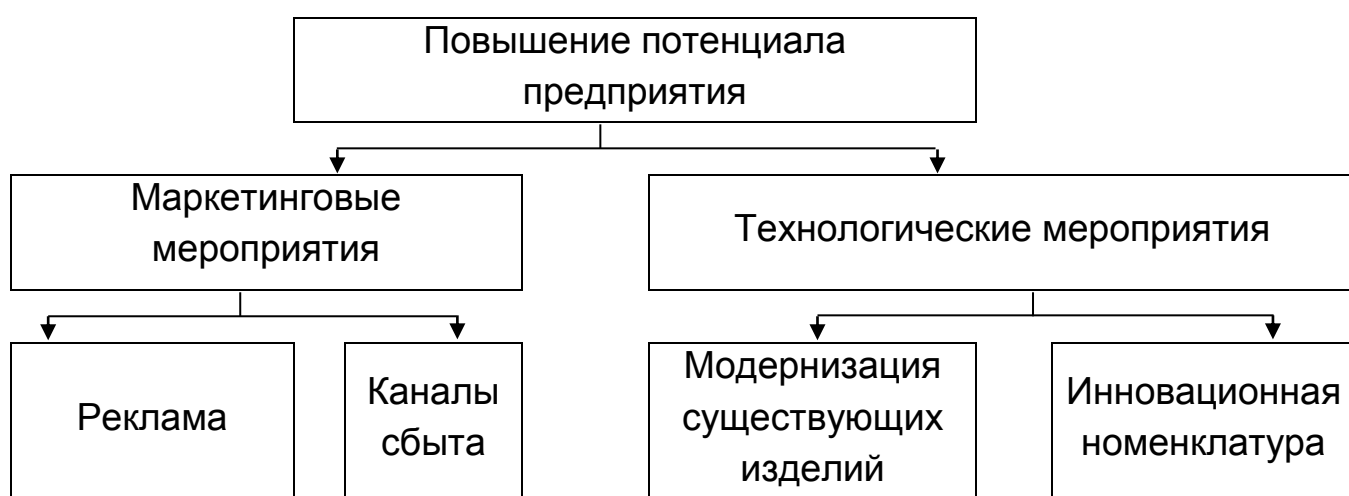 Повышение потенциала
предприятия
Маркетинговые
мероприятия
Технологические мероприятия
Реклама
Каналы
сбыта
Модернизация
существующих
изделий
Инновационная
номенклатура